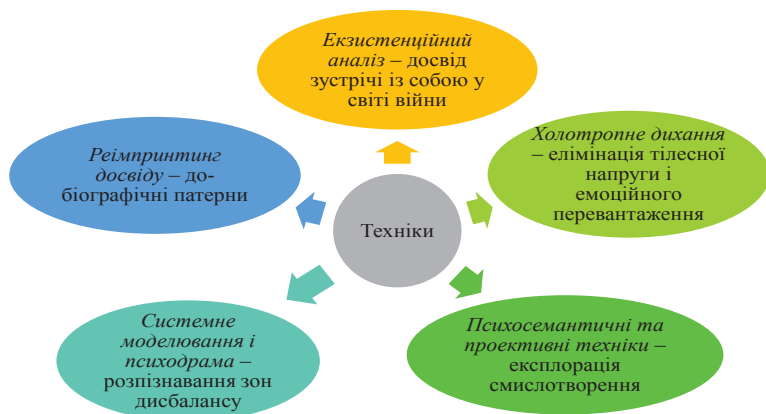 Екзистенційний
аналіз – досвід
зустрічі із собою у
світі війни
Холотропне дихання
– елімінація тілесної
напруги і
емоційного
перевантаження
Реімпринтинг
досвіду – до-
біографічні патерни
Техніки
Системне
моделювання і
психодрама –
розпізнавання зон
дисбалансу
Психосемантичні та
проективні техніки –
експлорація
смислотворення